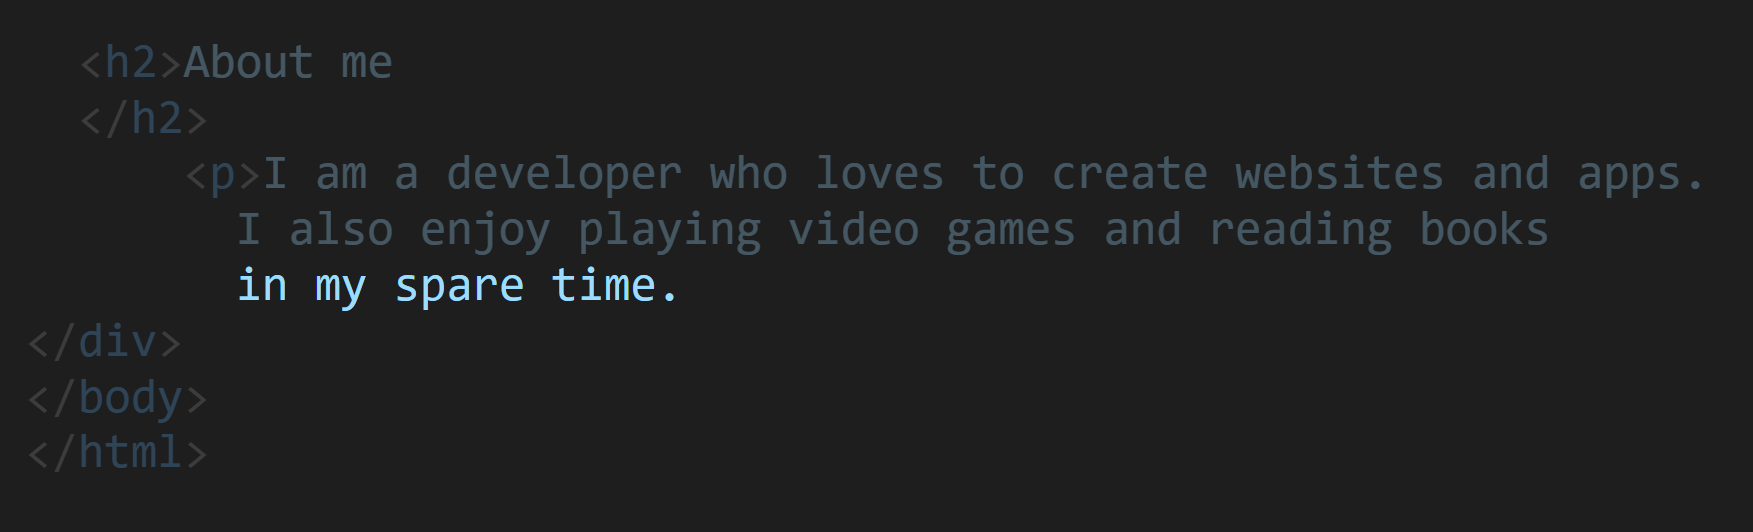 <h2>About me
</h2>
<p>I am a developer who loves to create websites and apps.
I also enjoy playing video games and reading books
in my spare time.
</div>
</body>
</html>